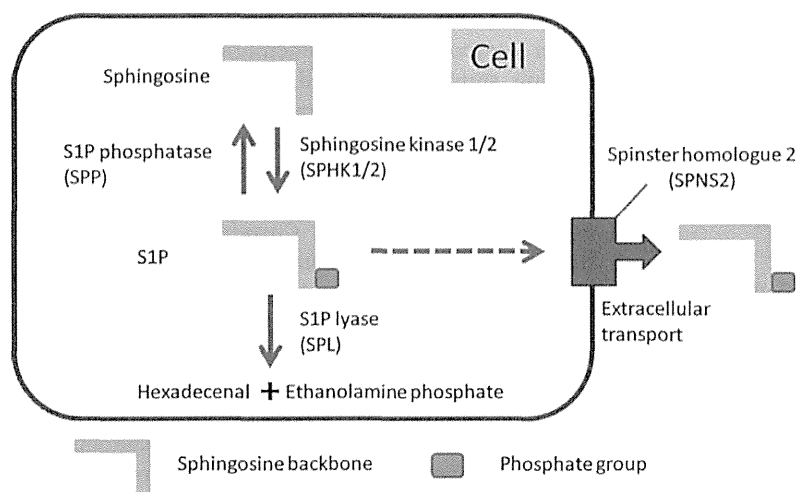 Cell
Sphingosine
S1P phosphatase
(SPP)
Sphingosine kinase 1/2
(SPHK1/2)
Spinster homologue 2
(SPNS2)
S1P
Extracellular
transport
S1P lyase
(SPL)
Hexadecenal + Ethanolamine phosphate
Sphingosine backbone
Phosphate group